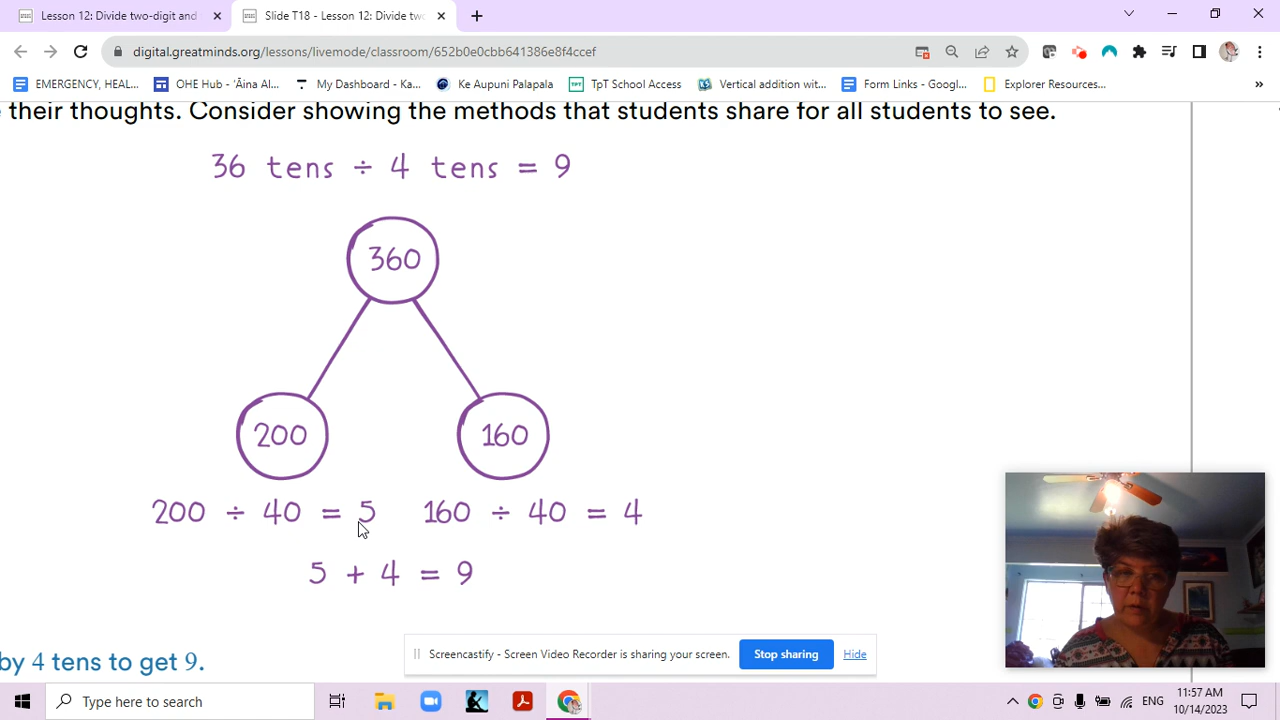 Lesson 12: Divide two-digit and
Slide T18 - Lesson 12: Divide two
digital.greatminds.org/lessons/livemode/classroom/652b0e0cbb641386e8f4ccef
EMERGENCY, HEAL... OHE Hub - 'Āina Al... My Dashboard - Ka... Ke Aupuni Palapala TPT TpT School Access Vertical addition wi... Form Links - Googl... Explorer Resources... »
their thoughts. Consider showing the methods that students share for all students to see.
36 tens ÷ 4 tens = 9
360
200 160
200 ÷ 40 = 5 160 ÷ 40 = 4
5 + 4 = 9
by 4 tens to get 9.
Screencastify - Screen Video Recorder is sharing your screen. Stop sharing Hide
Type here to search
ENG
11:57 AM
10/14/2023